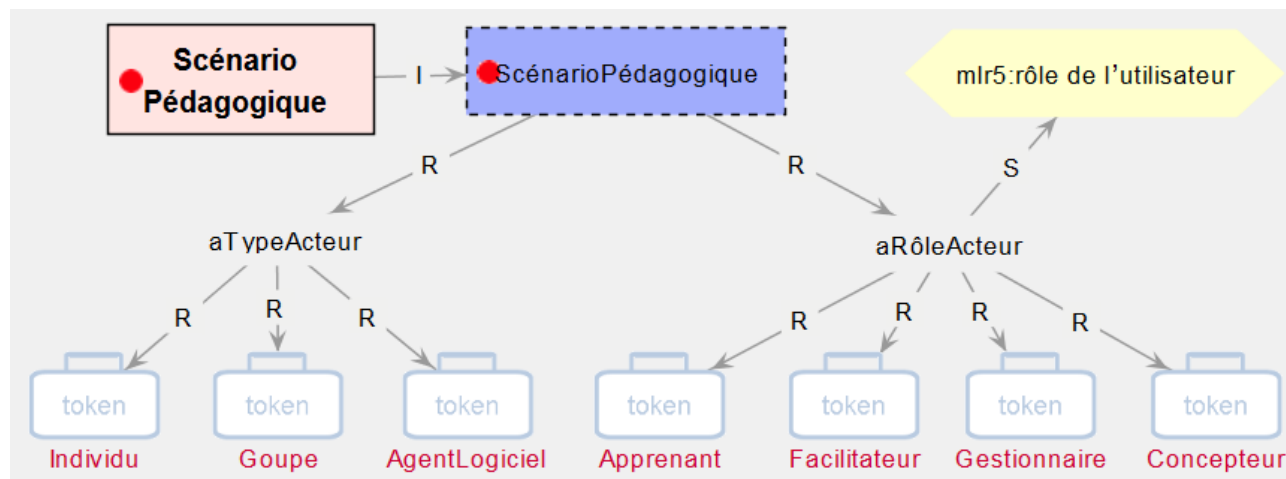 Scénario
Pédagogique
I
ScénarioPédagogique
mlr5:rôle de l'utilisateur
R
R
S
aTypeActeur
aRôleActeur
R
R
R
R
R
R
R
token
token
token
token
token
token
token
Individu
Goupe
AgentLogiciel
Apprenant
Facilitateur
Gestionnaire
Concepteur